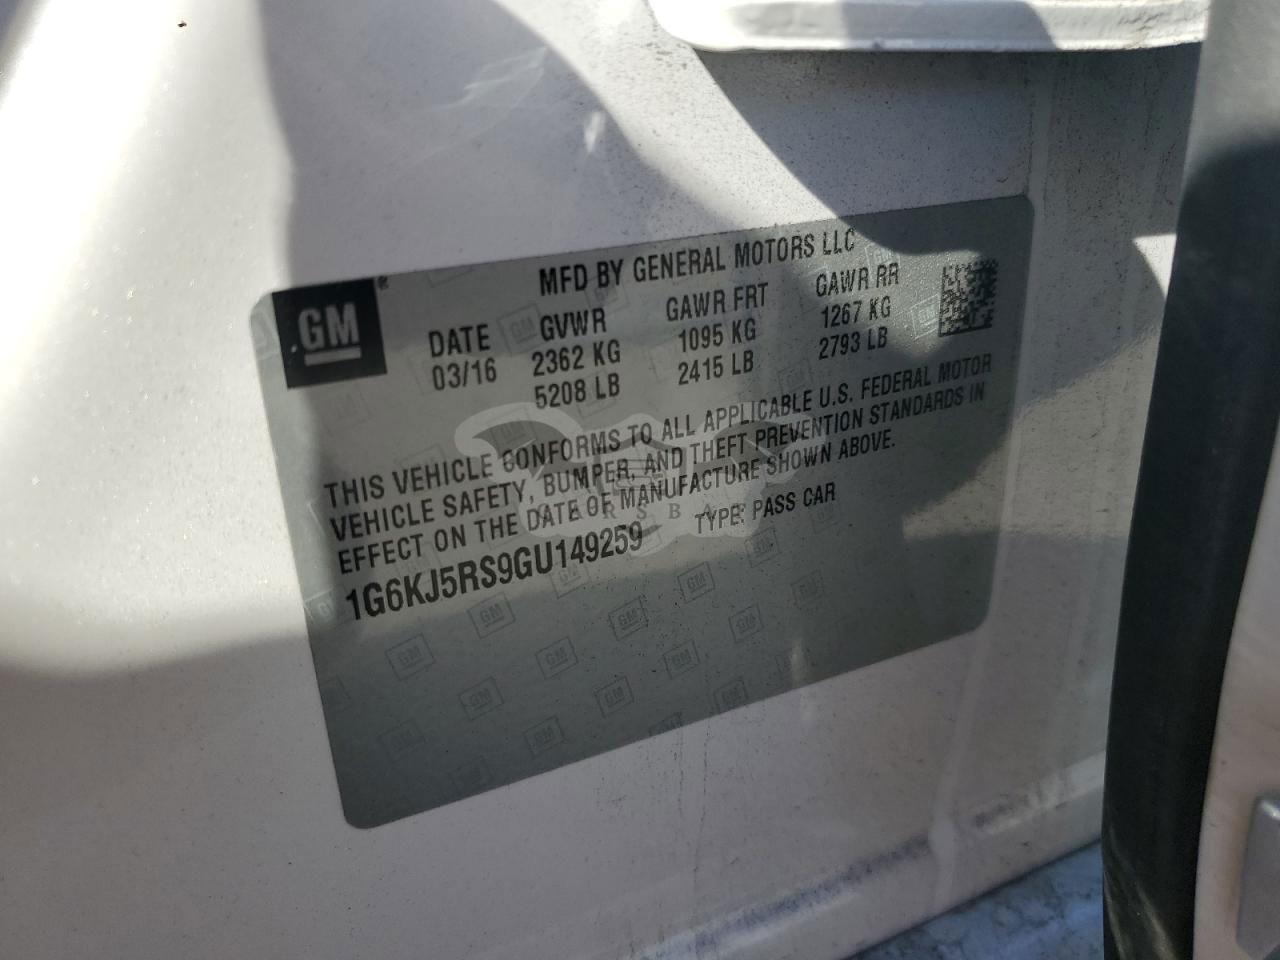 GM
MFD BY GENERAL MOTORS LLC
DATE GVWR GAWR FRT GAWR RR
03/16 2362 KG 1095 KG 1267 KG
5208 LB 2415 LB 2793 LB
THIS VEHICLE CONFORMS TO ALL APPLICABLE U.S. FEDERAL MOTOR
VEHICLE SAFETY, BUMPER, AND THEFT PREVENTION STANDARDS IN
EFFECT ON THE DATE OF MANUFACTURE SHOWN ABOVE.
1G6KJ5RS9GU149259 TYPE: PASS CAR